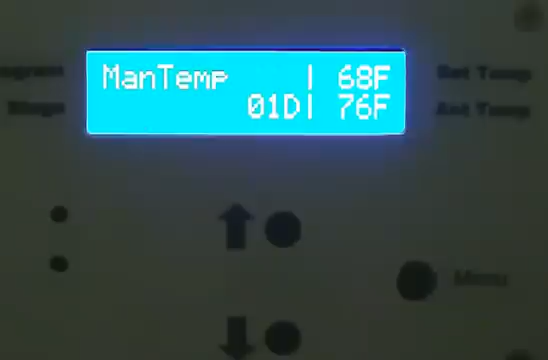 ManTemp | 68F
01D| 76F
Set Temp
Act Temp
Menu